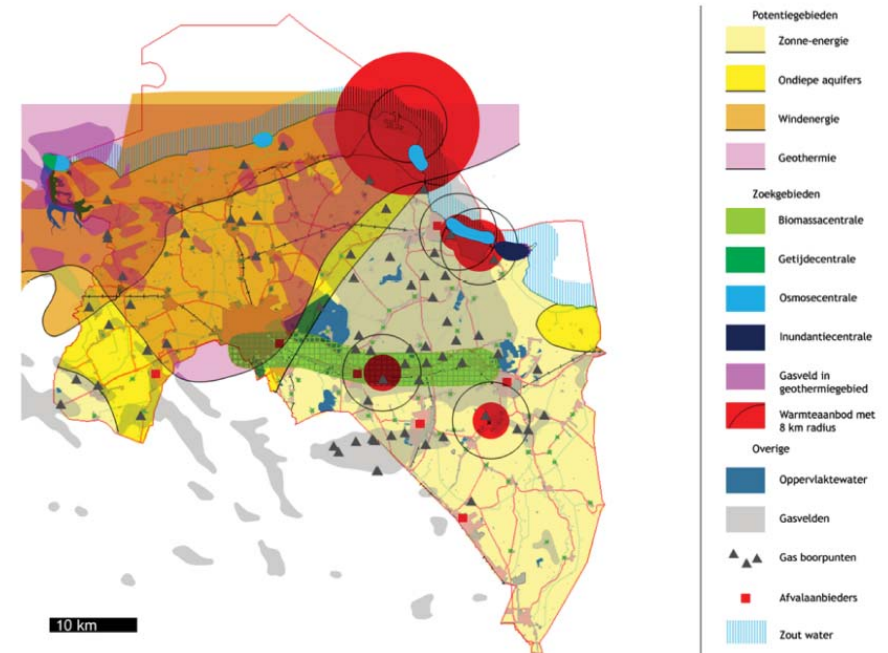 Potentiegebieden
Zonne-energie
Ondiepe aquifers
Windenergie
Geothermie
Zoekgebieden
Biomassacentrale
Getijdecentrale
Osmosecentrale
Inundantiecentrale
Gasveld in
geothermiegebied
Warmteaanbod met
8 km radius
Overige
Oppervlaktewater
Gasvelden
Gas boorpunten
Afvalaanbieders
Zout water
10 km